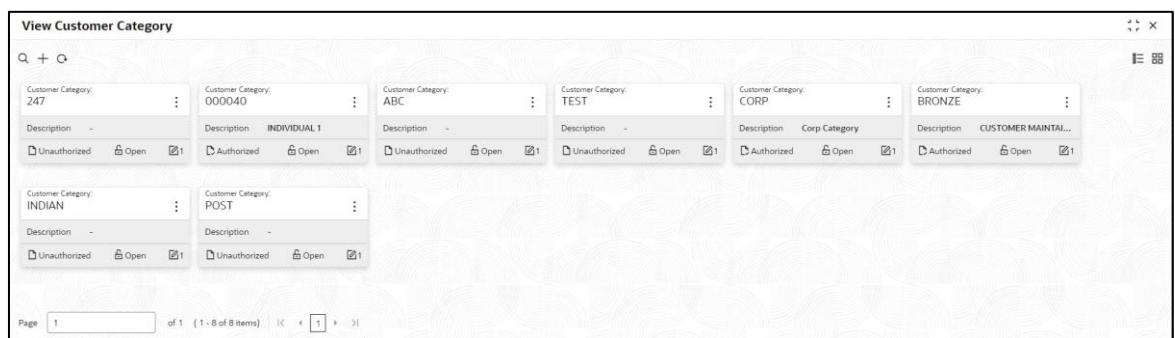 View Customer Category
Customer Category: Customer Category: Customer Category: Customer Category: Customer Category: Customer Category:
247 000040 ABC TEST CORP BRONZE
Description - Description INDIVIDUAL 1 Description - Description - Description Corp Category Description CUSTOMER MAINTAI...
Unauthorized Open 1 Authorized Open 1 Unauthorized Open 1 Unauthorized Open 1 Authorized Open 1 Authorized Open 1
Customer Category: Customer Category:
INDIAN POST
Description - Description -
Unauthorized Open 1 Unauthorized Open 1
Page 1 of 1 (1 - 8 of 8 items) 1